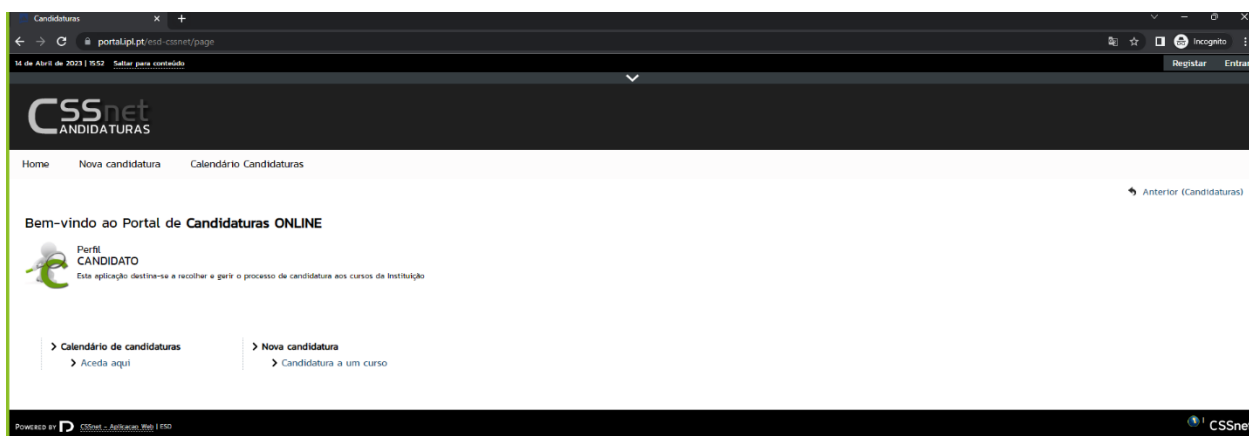 Candidaturas
portal.ipl.pt/esd-cssnet/page
Incognito
14 de Abril de 2023 | 15:52 Saltar para conteúdo
Registar Entrar
CSSnet
CANDIDATURAS
Home Nova candidatura Calendário Candidaturas
Anterior (Candidaturas)
Bem-vindo ao Portal de Candidaturas ONLINE
Perfil
CANDIDATO
Esta aplicação destina-se a recolher e gerir o processo de candidatura aos cursos da Instituição
Calendário de candidaturas
Aceda aqui
Nova candidatura
Candidatura a um curso
POWERED BY CSSnet - Aplicacao Web | ESD
CSSnet